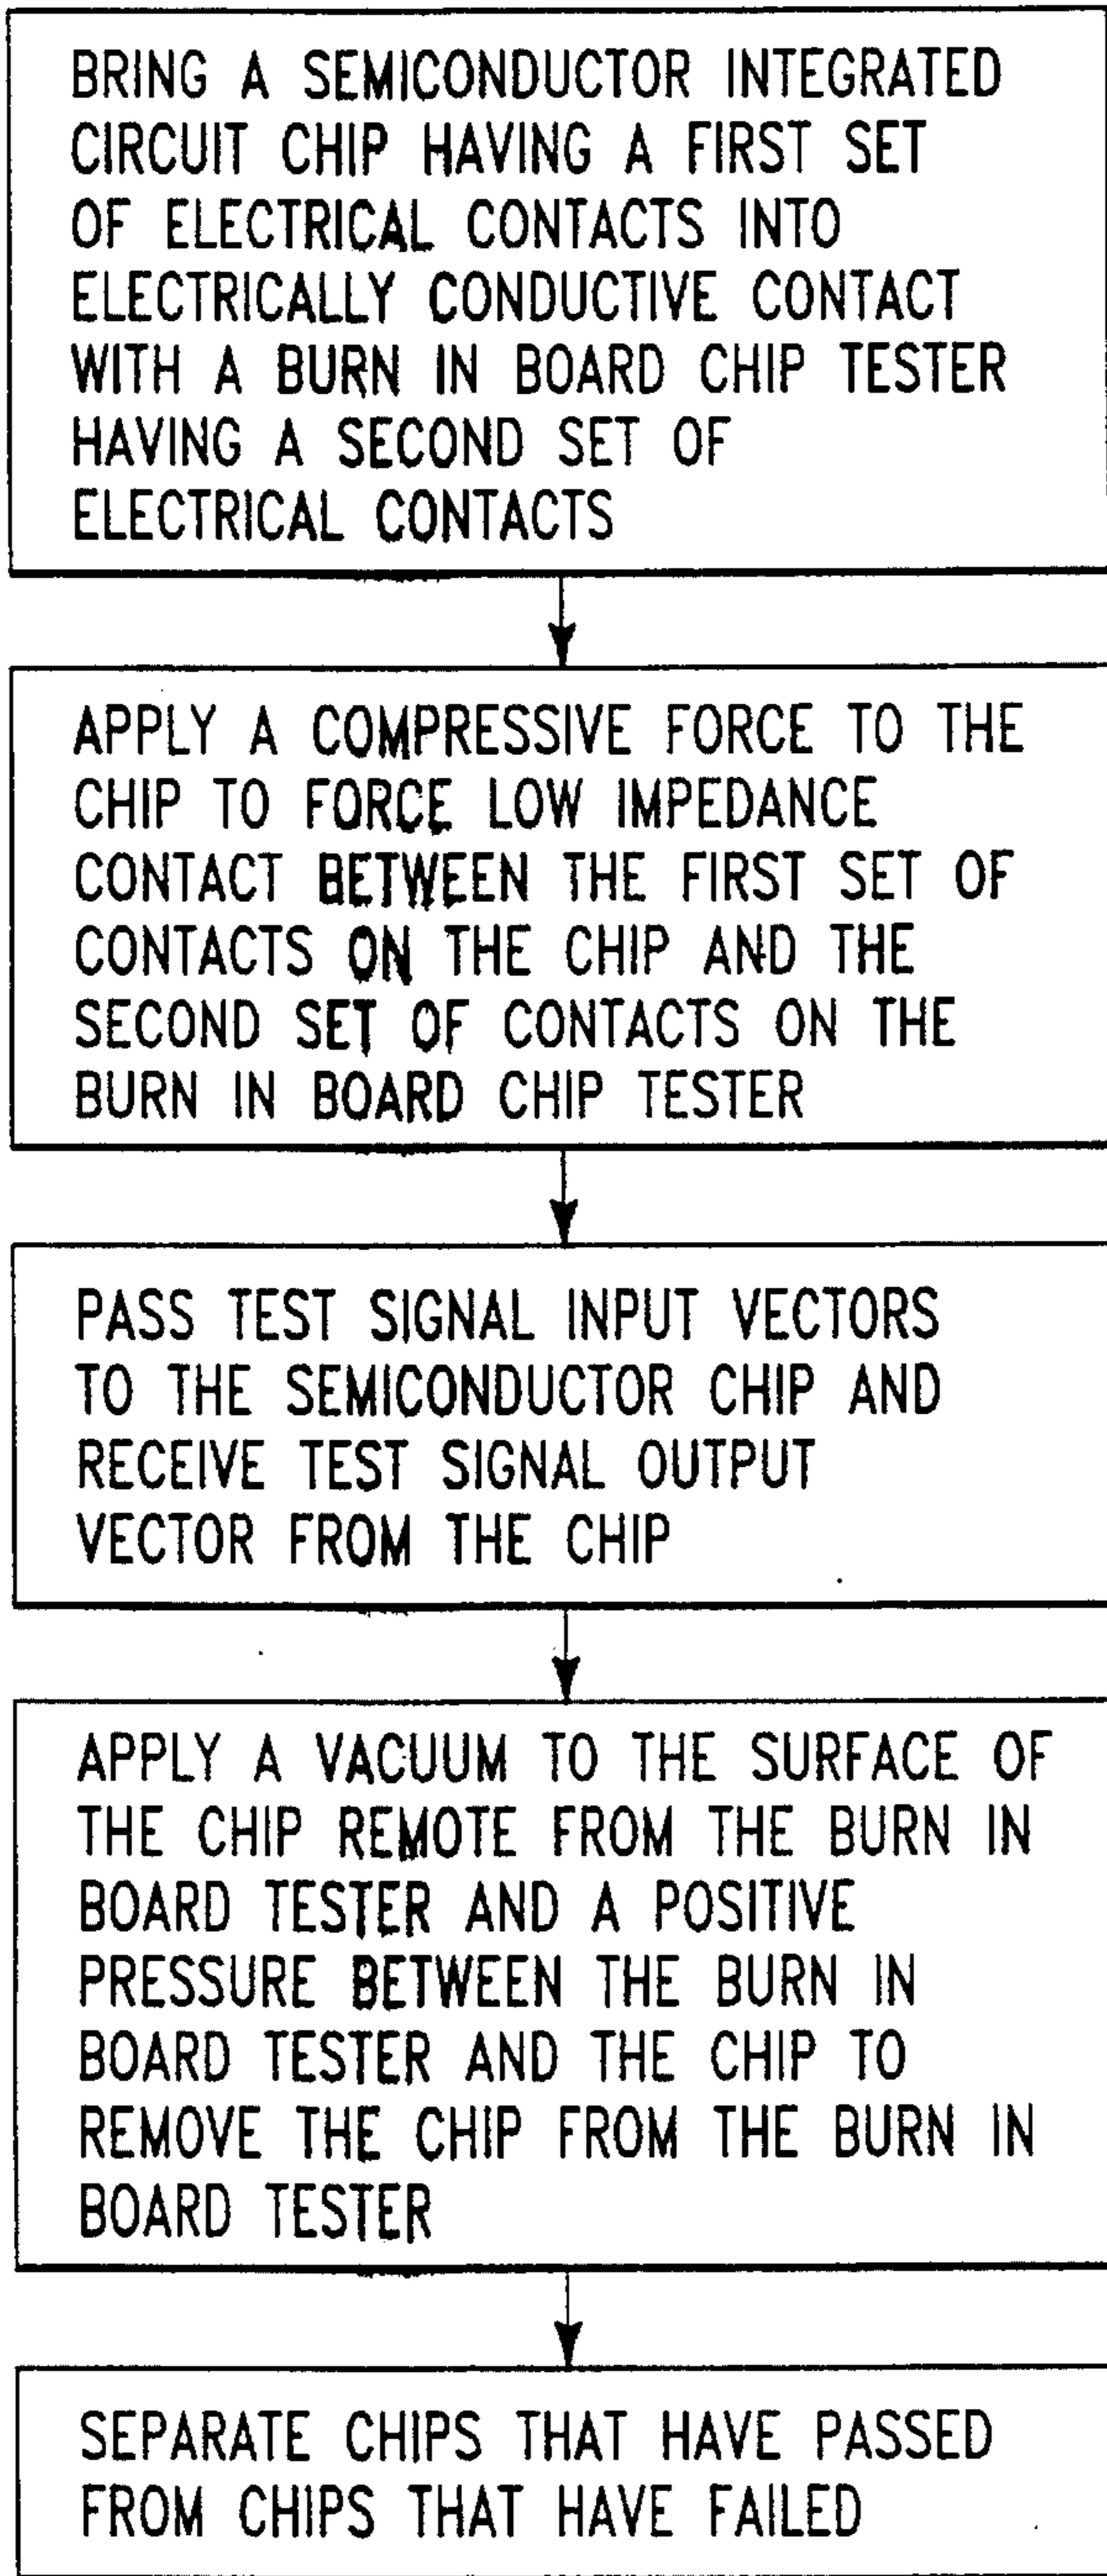 BRING A SEMICONDUCTOR INTEGRATED
CIRCUIT CHIP HAVING A FIRST SET
OF ELECTRICAL CONTACTS INTO
ELECTRICALLY CONDUCTIVE CONTACT
WITH A BURN IN BOARD CHIP TESTER
HAVING A SECOND SET OF
ELECTRICAL CONTACTS
APPLY A COMPRESSIVE FORCE TO THE
CHIP TO FORCE LOW IMPEDANCE
CONTACT BETWEEN THE FIRST SET OF
CONTACTS ON THE CHIP AND THE
SECOND SET OF CONTACTS ON THE
BURN IN BOARD CHIP TESTER
PASS TEST SIGNAL INPUT VECTORS
TO THE SEMICONDUCTOR CHIP AND
RECEIVE TEST SIGNAL OUTPUT
VECTOR FROM THE CHIP
APPLY A VACUUM TO THE SURFACE OF
THE CHIP REMOTE FROM THE BURN IN
BOARD TESTER AND A POSITIVE
PRESSURE BETWEEN THE BURN IN
BOARD TESTER AND THE CHIP TO
REMOVE THE CHIP FROM THE BURN IN
BOARD TESTER
SEPARATE CHIPS THAT HAVE PASSED
FROM CHIPS THAT HAVE FAILED